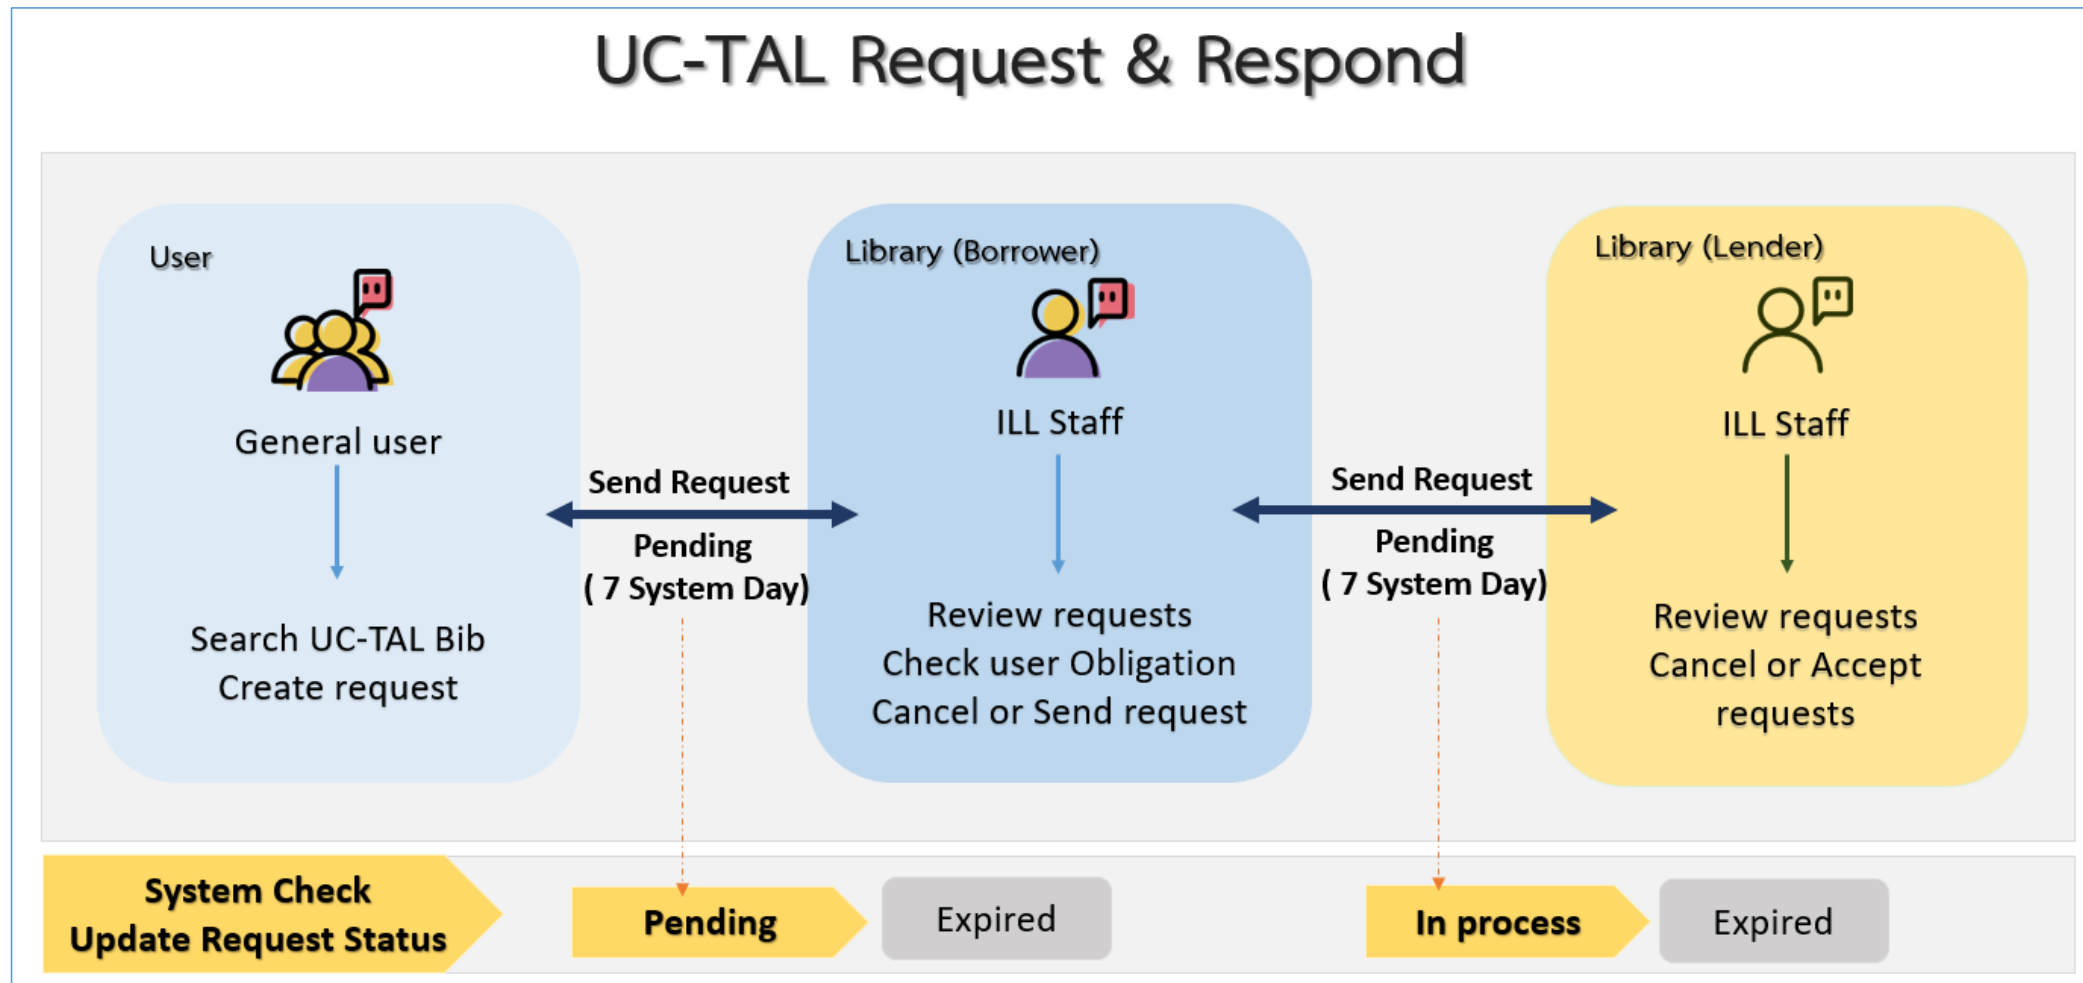 UC-TAL Request & Respond
User
General user
Search UC-TAL Bib
Create request
Send Request
Pending
( 7 System Day)
Library (Borrower)
ILL Staff
Review requests
Check user Obligation
Cancel or Send request
Send Request
Pending
( 7 System Day)
Library (Lender)
ILL Staff
Review requests
Cancel or Accept
requests
System Check
Update Request Status
Pending
Expired
In process
Expired